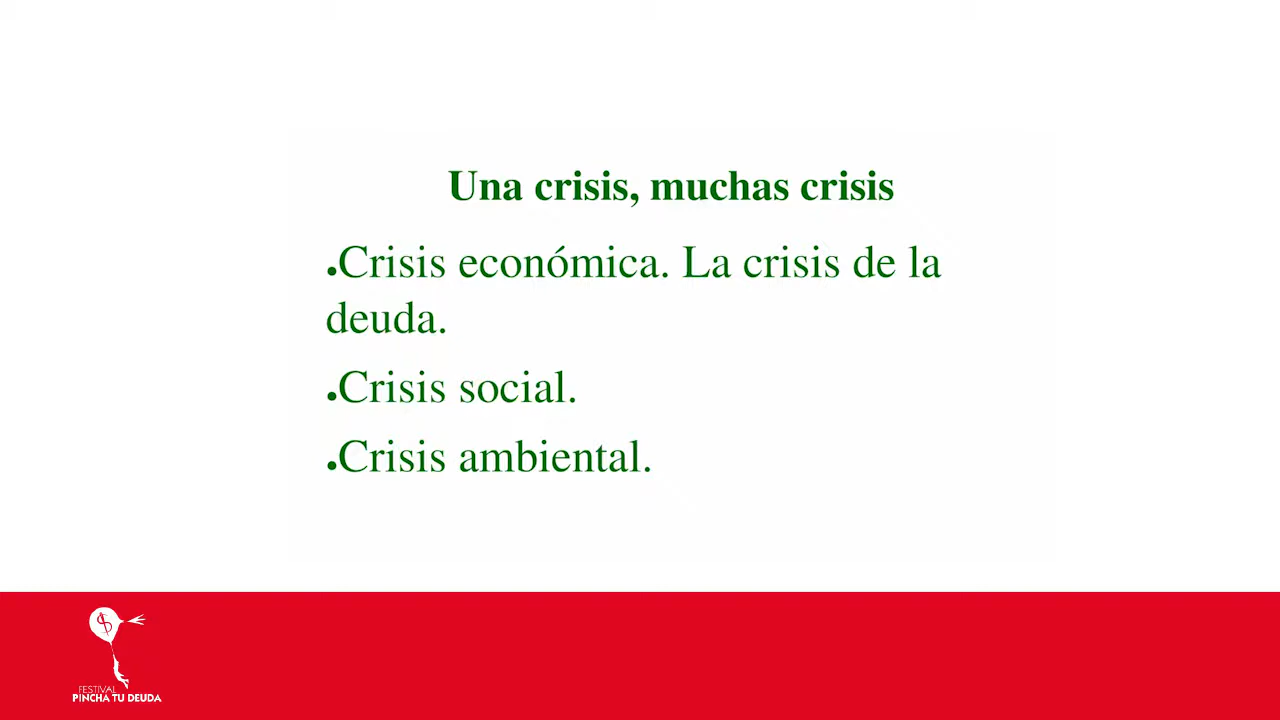 Una crisis, muchas crisis
●Crisis económica. La crisis de la
deuda.
●Crisis social.
●Crisis ambiental.
$
FESTIVAL
PINCHA TU DEUDA